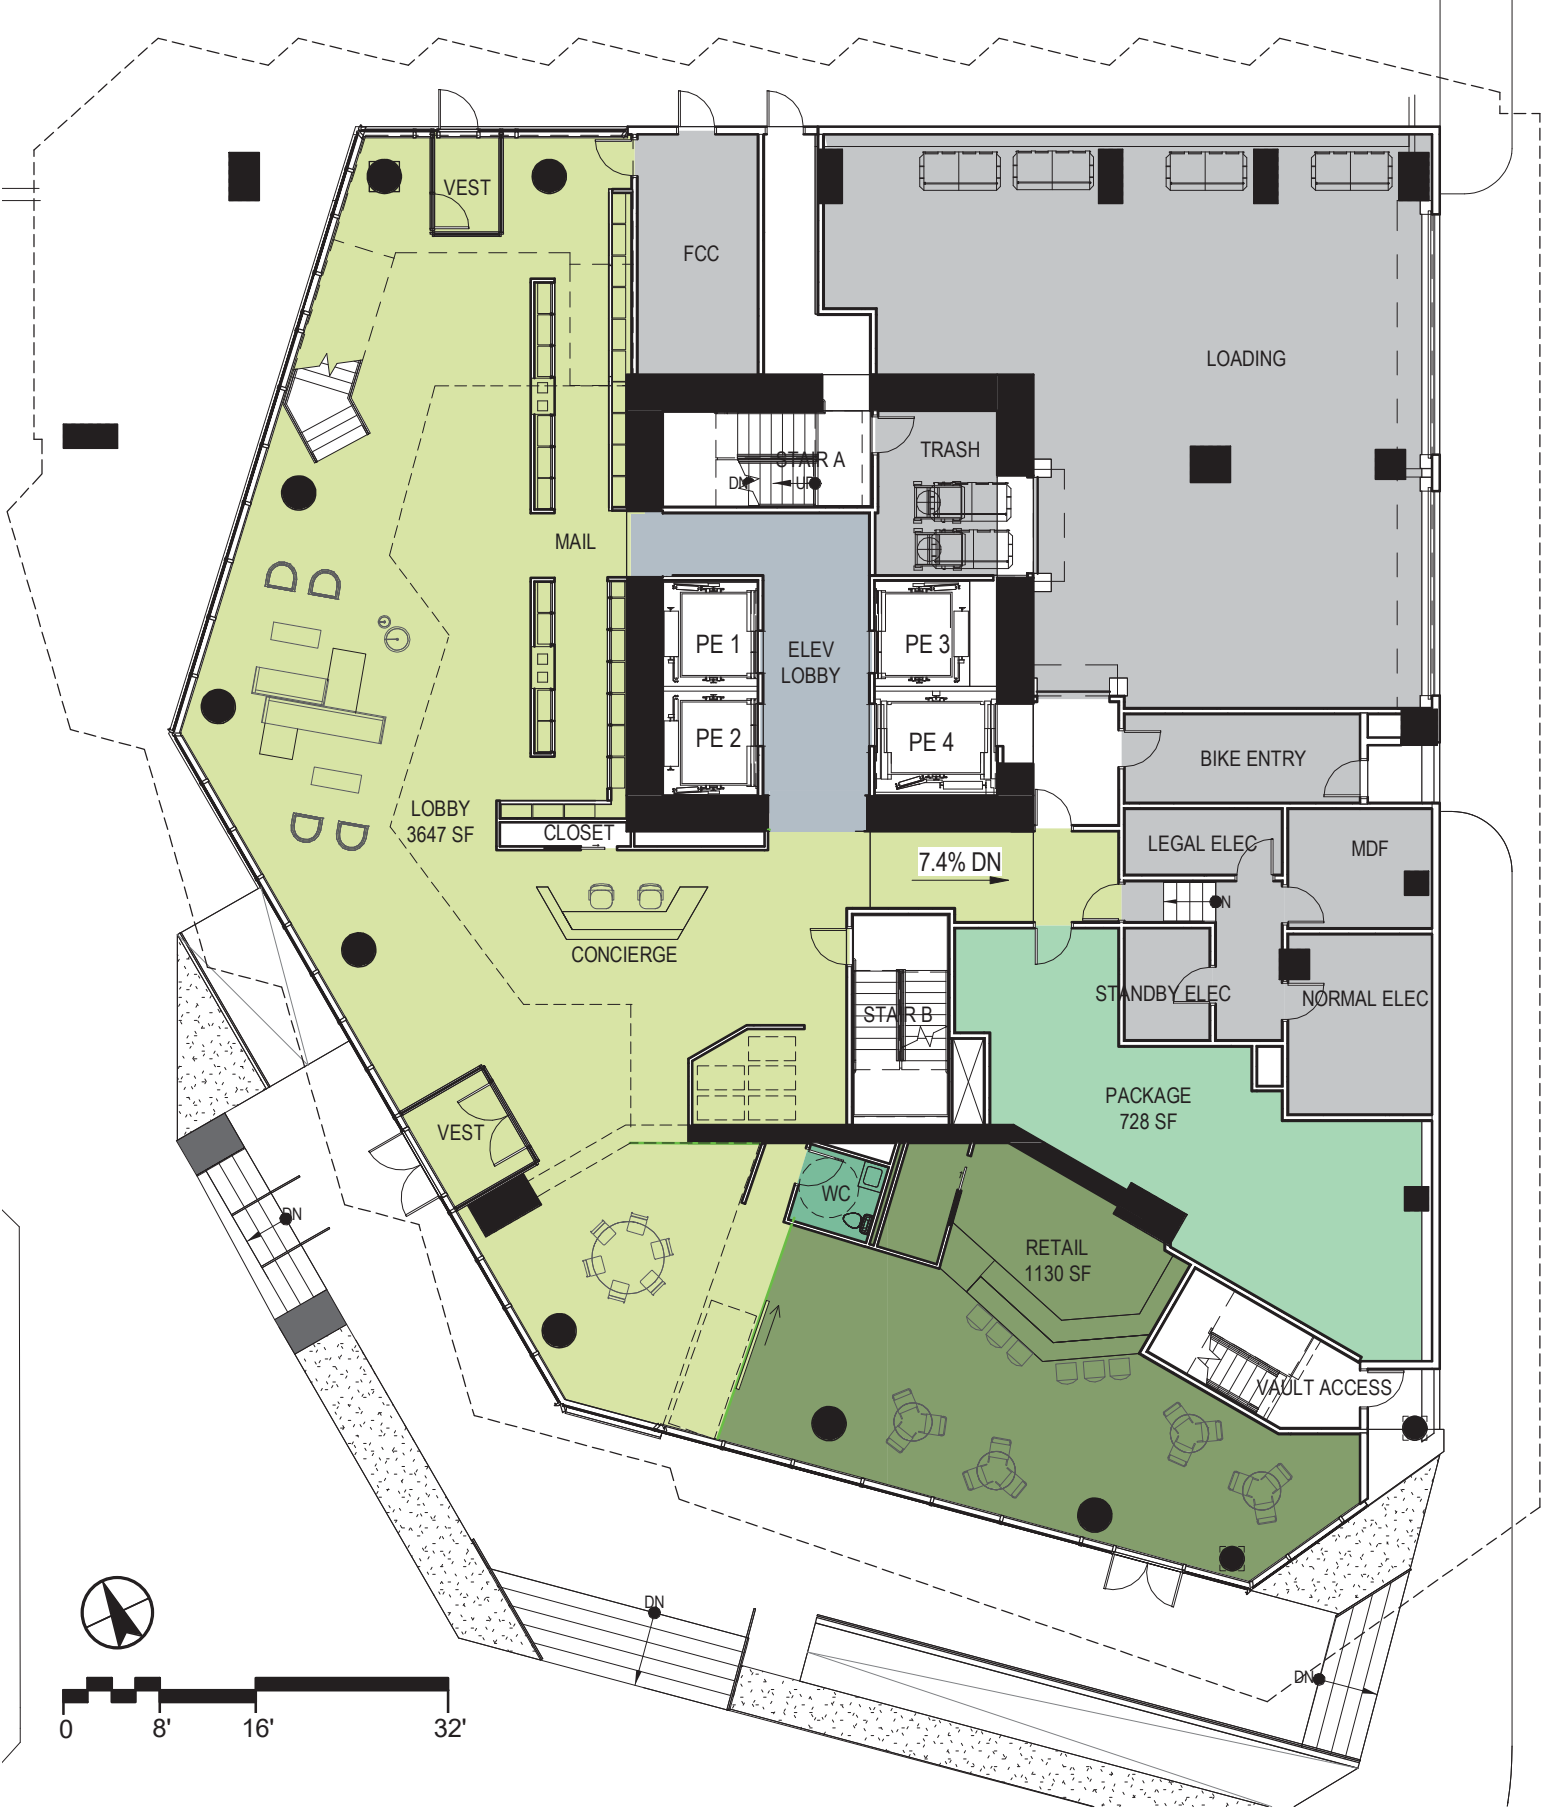 VEST
FCC
LOADING
STAIR A
TRASH
DN
UP
MAIL
PE 1
ELEV
LOBBY
PE 3
PE 2
PE 4
BIKE ENTRY
LOBBY
3647 SF
CLOSET
LEGAL ELEC
MDF
7.4% DN
DN
CONCIERGE
STANDBY ELEC
NORMAL ELEC
STAIR B
PACKAGE
728 SF
VEST
WC
DN
RETAIL
1130 SF
VAULT ACCESS
DN
DN
0 8' 16' 32'